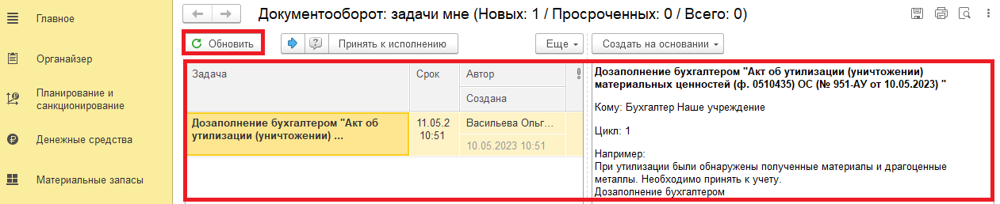 Главное
Органайзер
Планирование и
санкционирование
Денежные средства
Материальные запасы
Документооборот: задачи мне (Новых: 1 / Просроченных: 0 / Всего: 0)
Обновить
Принять к исполнению
Еще
Создать на основании
Задача
Срок
Автор
Создана
Дозаполнение бухгалтером "Акт об
утилизации (уничтожении) ...
11.05.2
10:51
Васильева Ольг...
10.05.2023 10:51
Дозаполнение бухгалтером "Акт об утилизации (уничтожении)
материальных ценностей (ф. 0510435) ОС (№ 951-АУ от 10.05.2023) "
Кому: Бухгалтер Наше учреждение
Цикл: 1
Например:
При утилизации были обнаружены полученные материалы и драгоценные
металлы. Необходимо принять к учету.
Дозаполнение бухгалтером